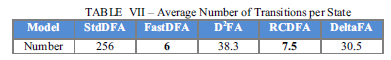 TABLE VII – Average Number of Transitions per State
Model StdDFA FastDFA D²FA RCDFA DeltaFA
Number 256 6 38.3 7.5 30.5